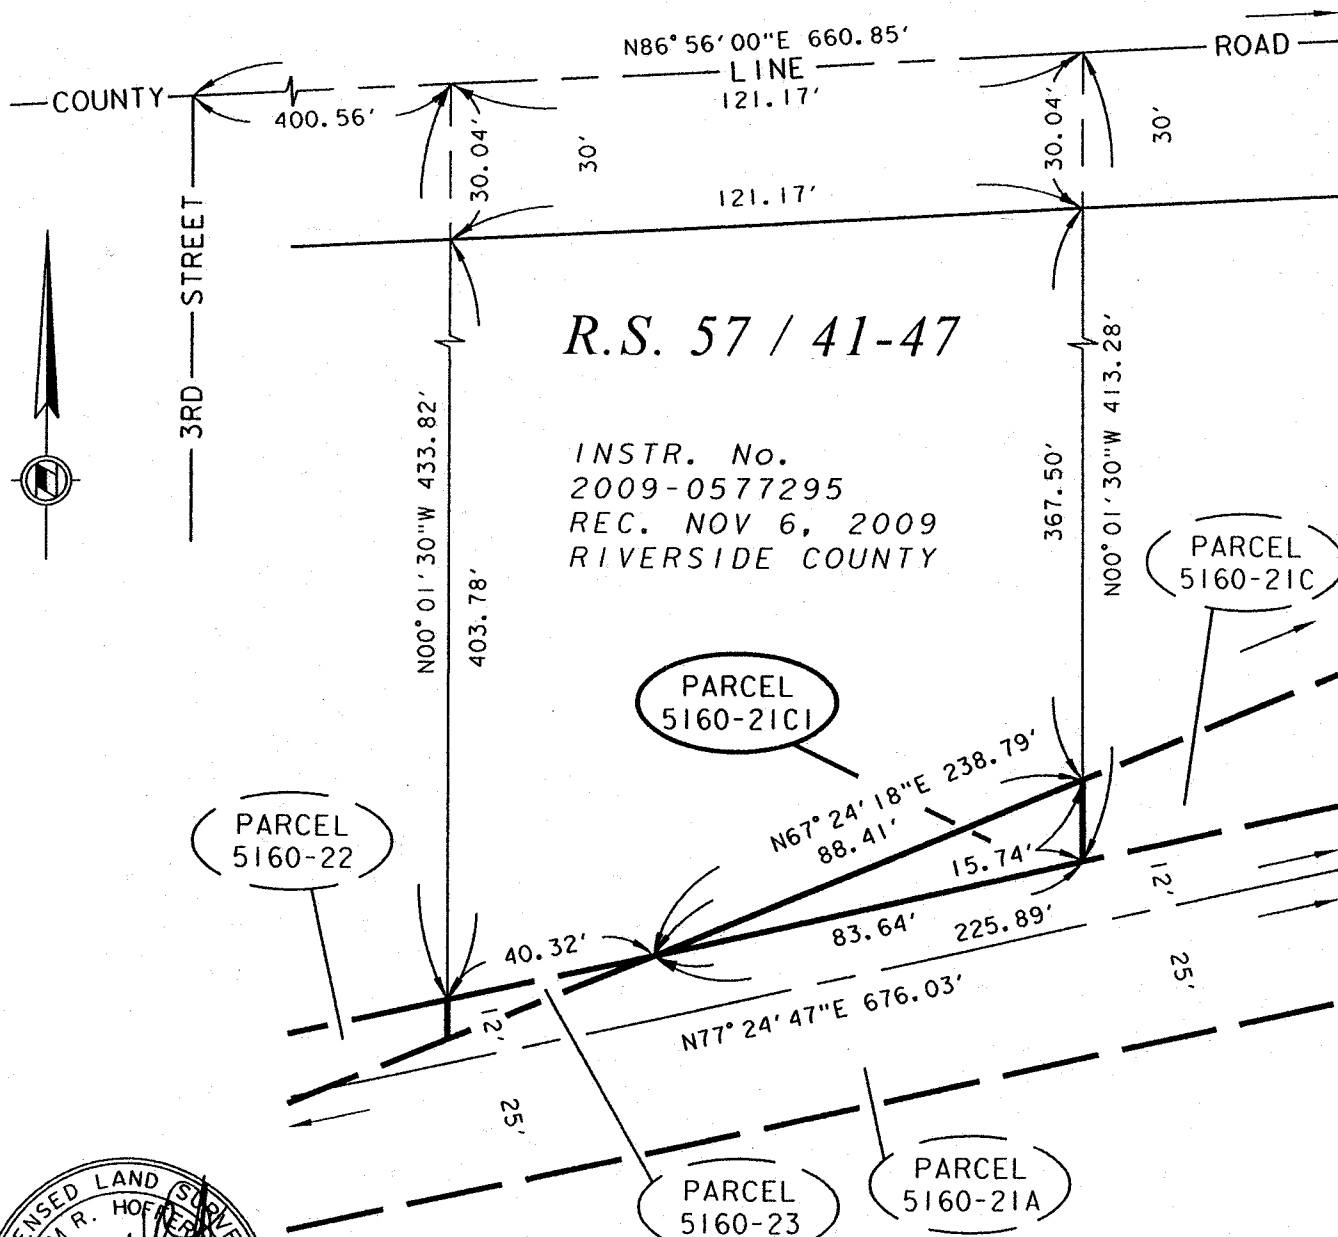 N86°56'00"E 660.85'
COUNTY LINE ROAD
400.56'
121.17'
30.04'
30'
30.04'
30'
121.17'
3RD STREET
R.S. 57 / 41-47
INSTR. No.
2009-0577295
REC. NOV 6, 2009
RIVERSIDE COUNTY
N00°01'30"W 433.82'
403.78'
367.50'
N00°01'30"W 413.28'
PARCEL
5160-21C
PARCEL
5160-21C1
N67°24'18"E 238.79'
88.41'
15.74'
PARCEL
5160-22
40.32'
83.64'
225.89'
12'
12'
N77°24'47"E 676.03'
25'
25'
PARCEL
5160-23
PARCEL
5160-21A
LAND
R.